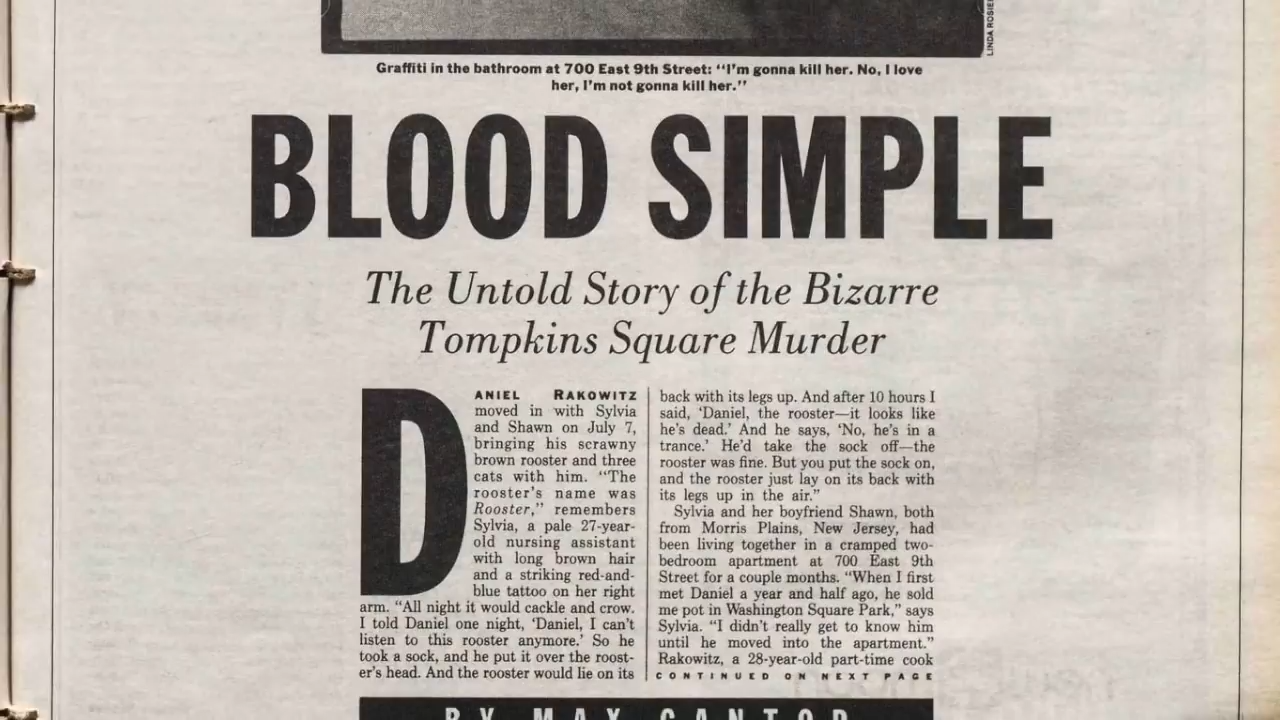 LINDA ROSIE
Graffiti in the bathroom at 700 East 9th Street: “I’m gonna kill her. No, I love
her, I’m not gonna kill her.”
BLOOD SIMPLE
The Untold Story of the Bizarre
Tompkins Square Murder
DANIEL RAKOWITZ
moved in with Sylvia
and Shawn on July 7,
bringing his scrawny
brown rooster and three
cats with him. “The
rooster’s name was
Rooster,” remembers
Sylvia, a pale 27-year-
old nursing assistant
with long brown hair
and a striking red-and-
blue tattoo on her right
arm. “All night it would cackle and crow.
I told Daniel one night, ‘Daniel, I can’t
listen to this rooster anymore.’ So he
took a sock, and he put it over the roost-
er’s head. And the rooster would lie on its
back with its legs up. And after 10 hours I
said, ‘Daniel, the rooster—it looks like
he’s dead.’ And he says, ‘No, he’s in a
trance.’ He’d take the sock off—the
rooster was fine. But you put the sock on,
and the rooster just lay on its back with
its legs up in the air.”
Sylvia and her boyfriend Shawn, both
from Morris Plains, New Jersey, had
been living together in a cramped two-
bedroom apartment at 700 East 9th
Street for a couple months. “When I first
met Daniel a year and half ago, he sold
me pot in Washington Square Park,” says
Sylvia. “I didn’t really get to know him
until he moved into the apartment.”
Rakowitz, a 28-year-old part-time cook
CONTINUED ON NEXT PAGE
BY MAX CANTOR